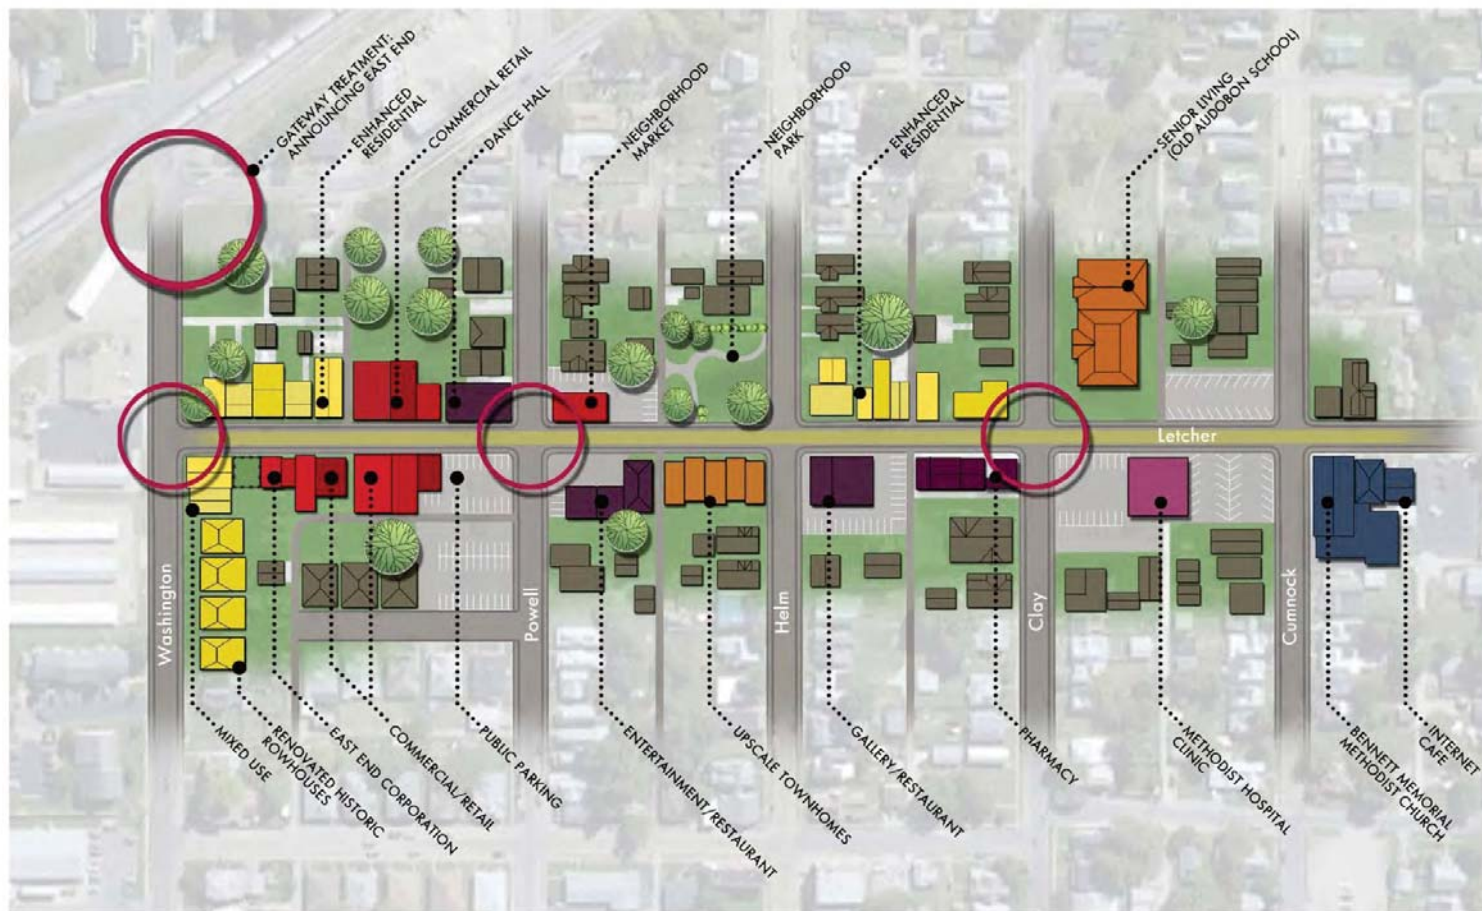 GATEWAY TREATMENT:
ANNOUNCING EAST END
ENHANCED
RESIDENTIAL
COMMERCIAL RETAIL
DANCE HALL
NEIGHBORHOOD
MARKET
NEIGHBORHOOD
PARK
ENHANCED
RESIDENTIAL
SENIOR LIVING
(OLD AUDOBON SCHOOL)
Letcher
Washington
Powell
Helm
Clay
Cumnock
MIXED USE
RENOVATED HISTORIC
ROWHOUSES
EAST END CORPORATION
COMMERCIAL/RETAIL
PUBLIC PARKING
ENTERTAINMENT/RESTAURANT
UPSCALE TOWNHOMES
GALLERY/RESTAURANT
PHARMACY
METHODIST HOSPITAL
CLINIC
BENNETT MEMORIAL
METHODIST CHURCH
INTERNET
CAFE